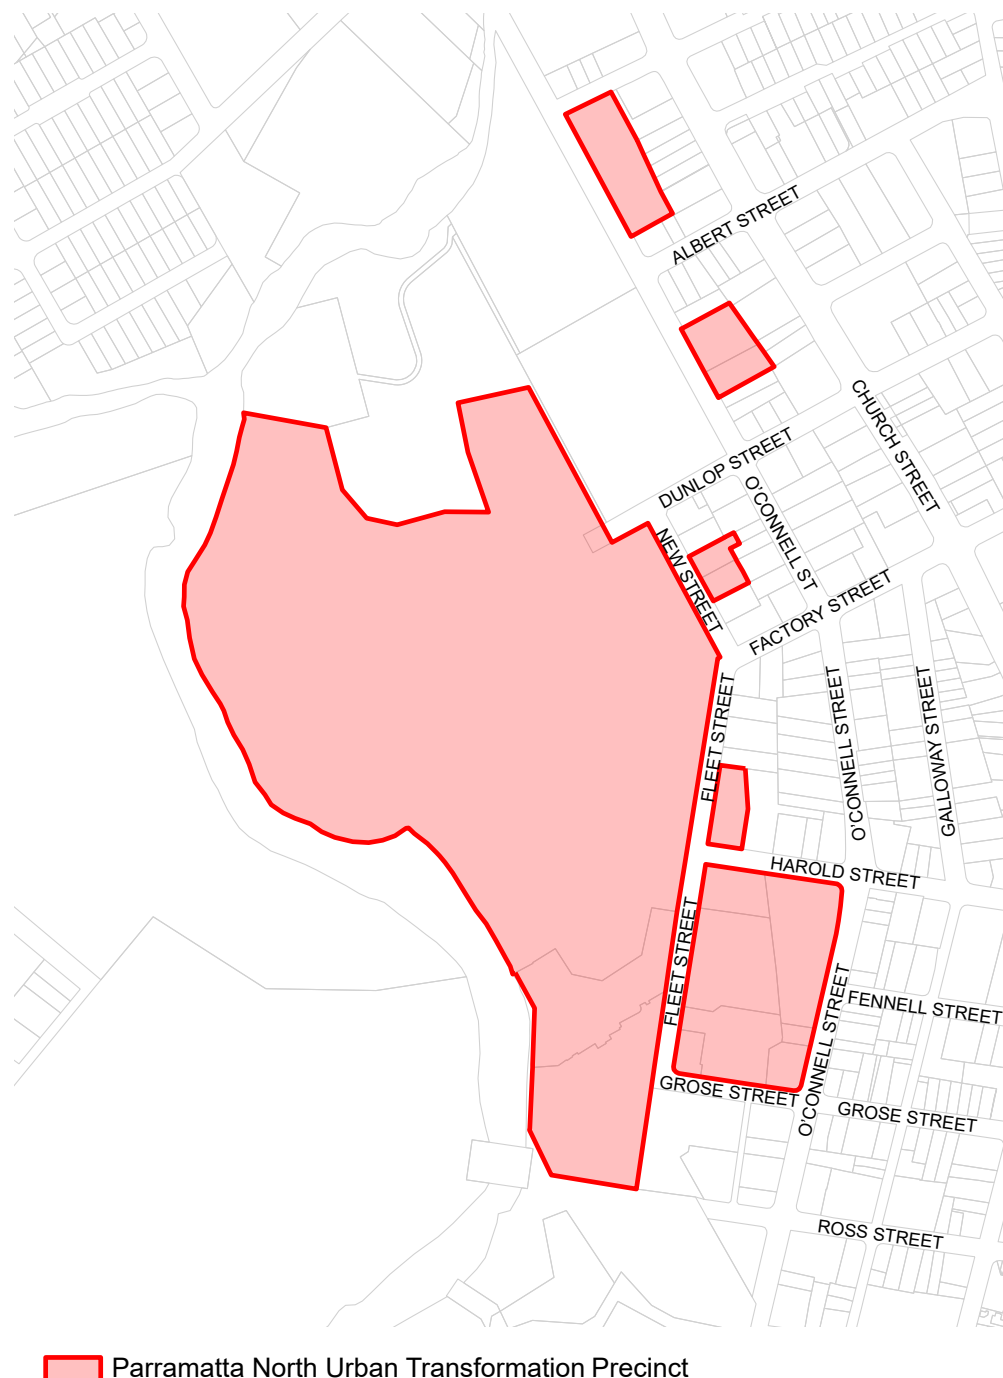 ALBERT STREET
CHURCH STREET
DUNLOP STREET
O'CONNELL ST
NEW STREET
FACTORY STREET
FLEET STREET
O'CONNELL STREET
GALLOWAY STREET
HAROLD STREET
FLEET STREET
O'CONNELL STREET
FENNELL STREET
GROSE STREET
GROSE STREET
ROSS STREET
Parramatta North Urban Transformation Precinct